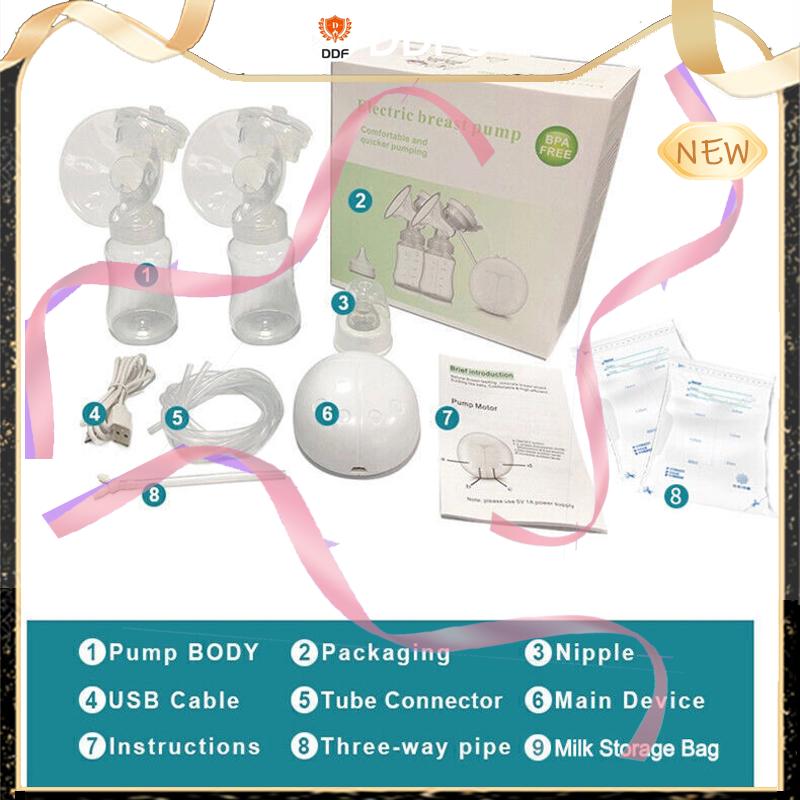 DDF
Electric breast pump
Comfortable and
quicker pumping
BPA
FREE
NEW
2
1
3
Brief introduction
Pump Motor
4
5
6
7
8
8
Note, please use 5V 1A power supply
1 Pump BODY 2 Packaging 3 Nipple
4 USB Cable 5 Tube Connector 6 Main Device
7 Instructions 8 Three-way pipe 9 Milk Storage Bag